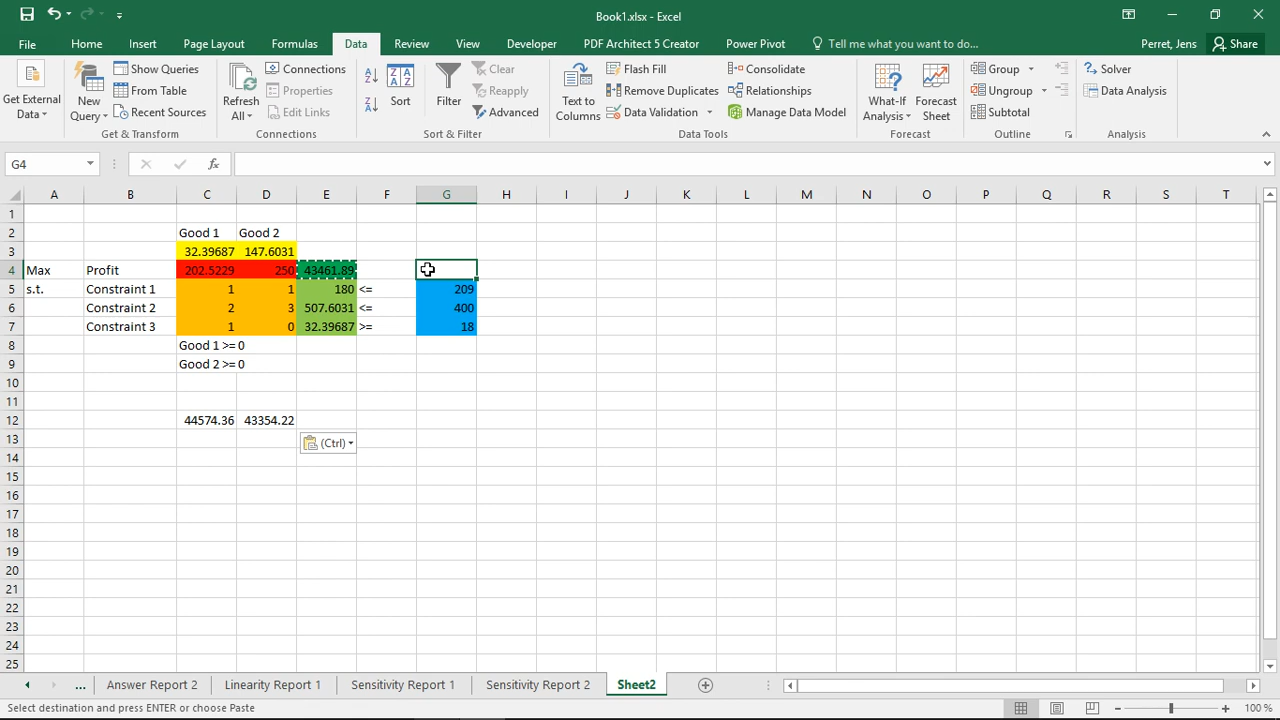 Book1.xlsx - Excel
File Home Insert Page Layout Formulas Data Review View Developer PDF Architect 5 Creator Power Pivot Tell me what you want to do... Perret, Jens Share
Get External Data
New Query
Show Queries
From Table
Recent Sources
Get & Transform
Refresh All
Connections
Properties
Edit Links
Connections
Sort
Filter
Clear
Reapply
Advanced
Sort & Filter
Text to Columns
Flash Fill
Remove Duplicates
Data Validation
Consolidate
Relationships
Manage Data Model
Data Tools
What-If Analysis
Forecast Sheet
Forecast
Group
Ungroup
Subtotal
Outline
Solver
Data Analysis
Analysis
G4 fx
A B C D E F G H I J K L M N O P Q R S T
1
2 Good 1 Good 2
3 32.39687 147.6031
4 Max Profit 202.5229 250 43461.89
5 s.t. Constraint 1 1 1 180 <= 209
6 Constraint 2 2 3 507.6031 <= 400
7 Constraint 3 1 0 32.39687 >= 18
8 Good 1 >= 0
9 Good 2 >= 0
10
11
12 44574.36 43354.22
13 (Ctrl)
14
15
16
17
18
19
20
21
22
23
24
25
... Answer Report 2 Linearity Report 1 Sensitivity Report 1 Sensitivity Report 2 Sheet2
Select destination and press ENTER or choose Paste 100 %